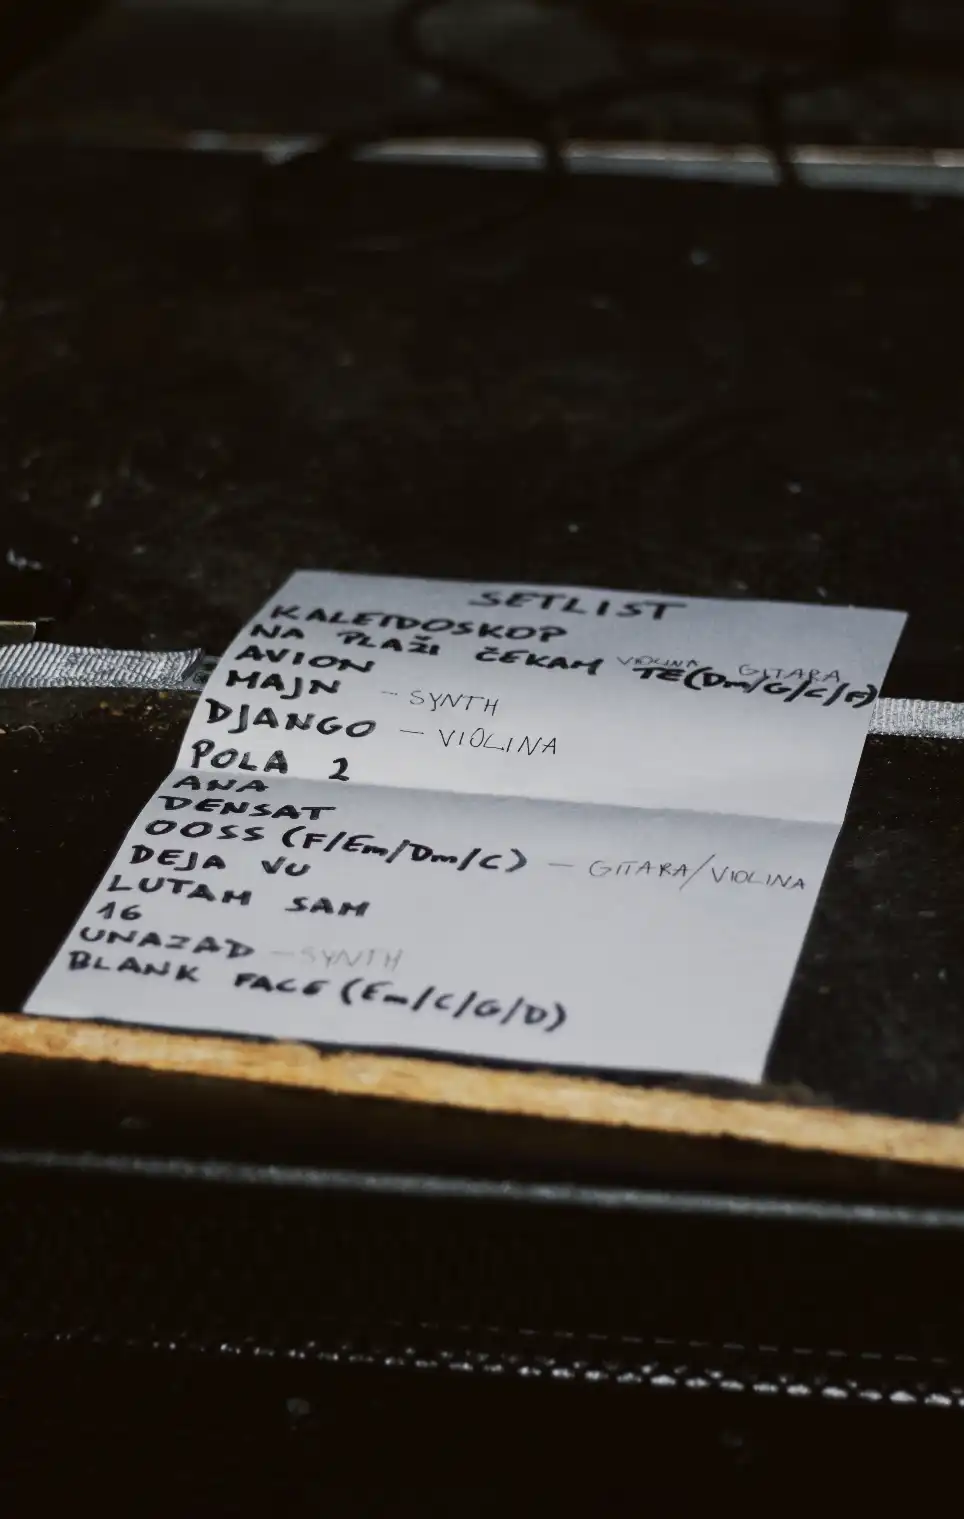 SETLIST
KALEIDOSKOP
NA PLAŽI ČEKAM TE (Dm/G/C/F) VIOLINA GITARA
AVION
MAJN - SYNTH
DJANGO - VIOLINA
POLA 2
ANA
DENSAT
OOSS (F/Em/Dm/C) - GITARA/VIOLINA
DEJA VU
LUTAM SAM
16
UNAZAD - SYNTH
BLANK FACE (Em/C/G/D)